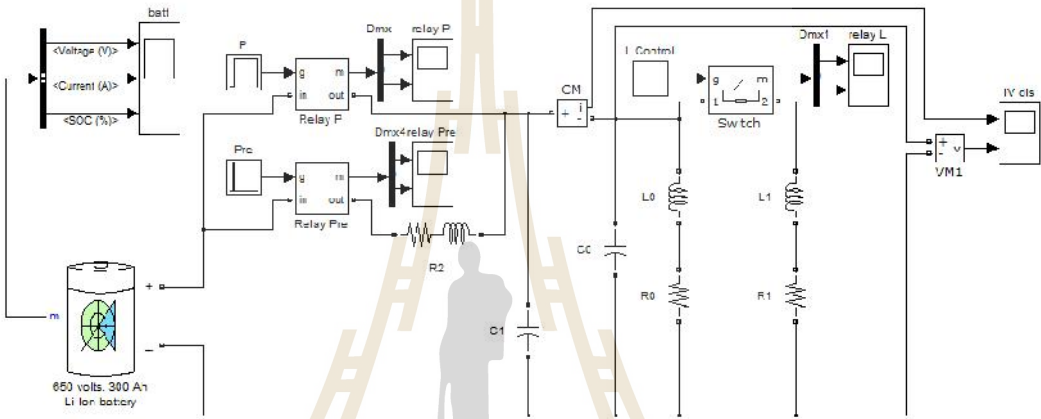 batt
<Voltage (V)>
<Current (A)>
<SOC (%)>
P
g
m
in
out
Relay P
Dmx
relay P
Pre
g
m
in
out
Relay Pre
Dmx4
relay Pre
R2
C1
CM
+
-
i
L Control
g
m
1
2
Switch
Dmx1
relay L
IV dis
+
-
v
VM1
L0
L1
C0
R0
R1
m
+
−
650 volts, 300 Ah
Li Ion battery